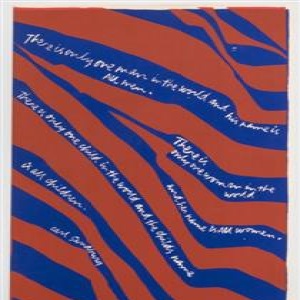 There is only one man in the world and his name is
All men.
There is
only one woman in the
world
and her name is All women.
There is only one child in the world and the child's name
is all children.
carl Sandburg